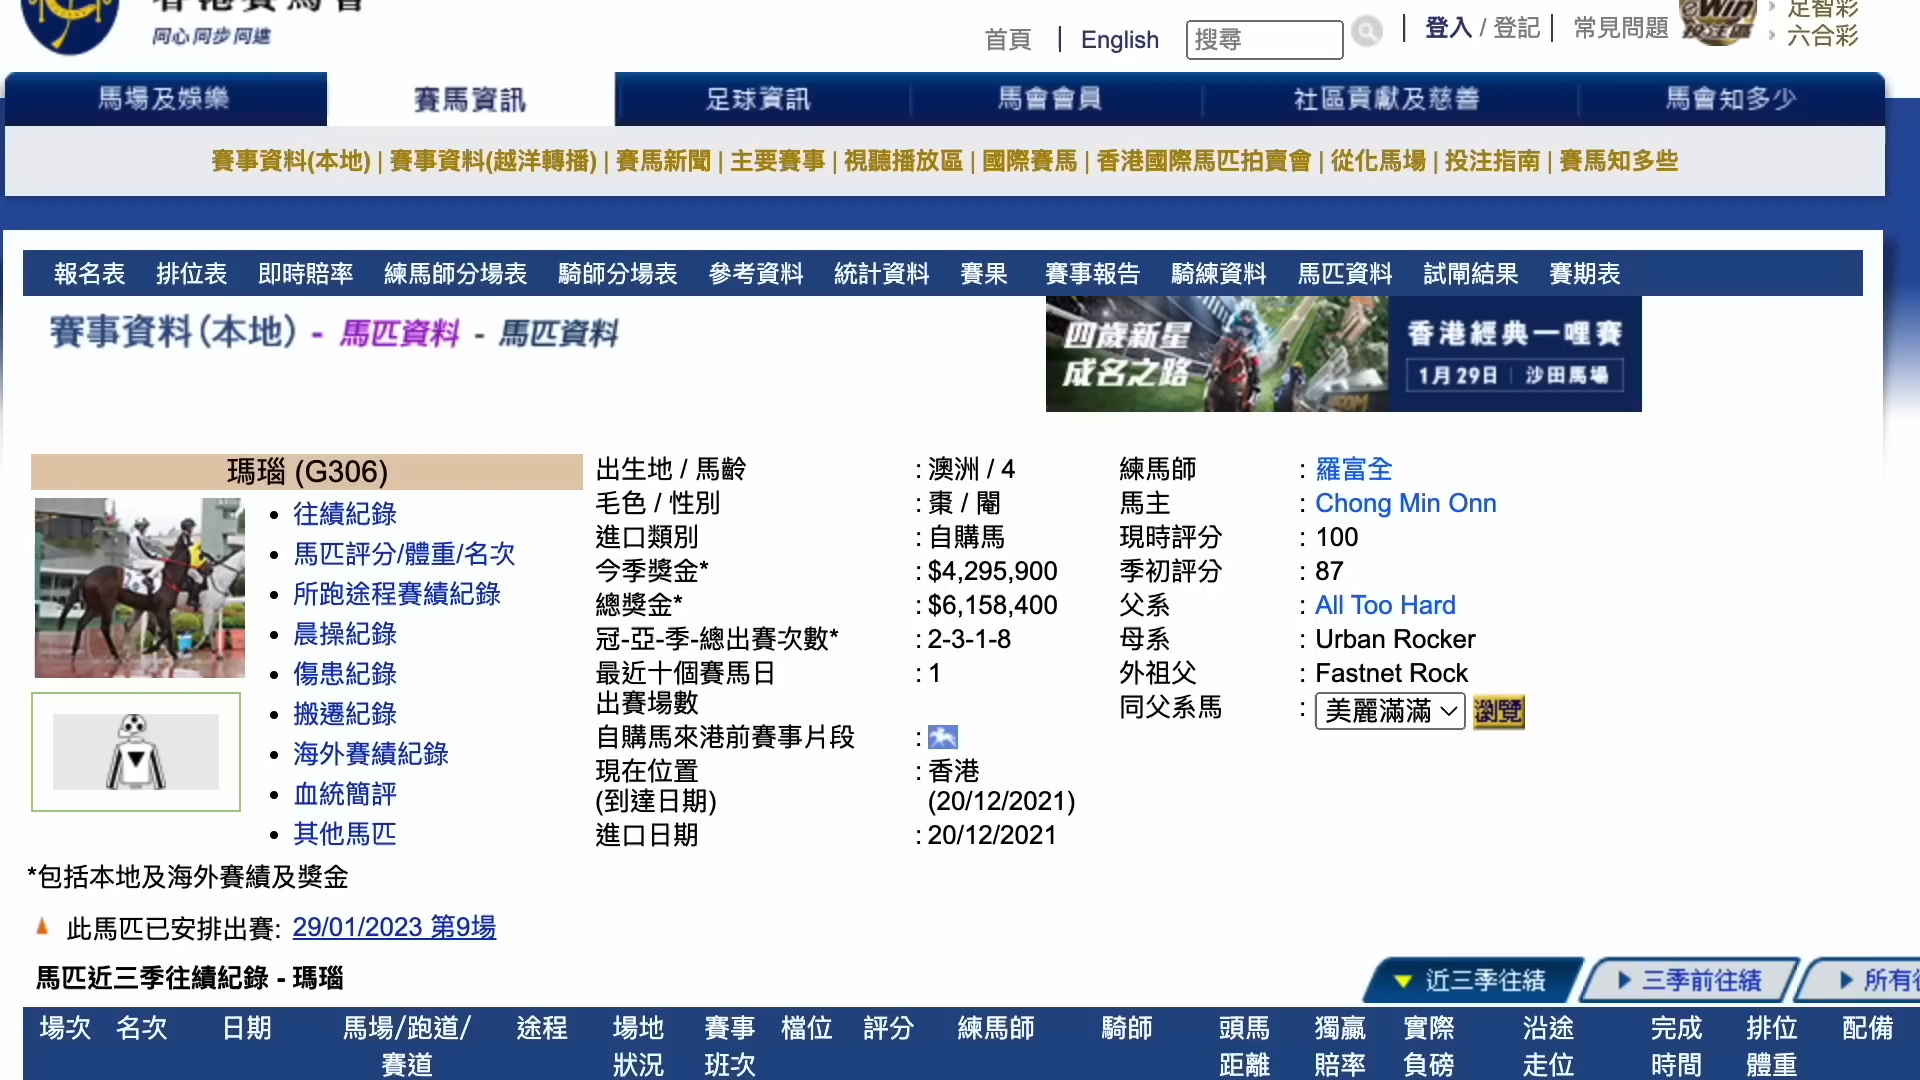 香港賽馬會
同心同步同進
首頁 | English 搜尋 | 登入 / 登記 | 常見問題
eWin
投注區
足智彩
六合彩
馬場及娛樂 賽馬資訊 足球資訊 馬會會員 社區貢獻及慈善 馬會知多少
賽事資料(本地) | 賽事資料(越洋轉播) | 賽馬新聞 | 主要賽事 | 視聽播放區 | 國際賽馬 | 香港國際馬匹拍賣會 | 從化馬場 | 投注指南 | 賽馬知多些
報名表 排位表 即時賠率 練馬師分場表 騎師分場表 參考資料 統計資料 賽果 賽事報告 騎練資料 馬匹資料 試閘結果 賽期表
賽事資料(本地) - 馬匹資料 - 馬匹資料
四歲新星
成名之路
香港經典一哩賽
1月29日 | 沙田馬場
瑪瑙 (G306)
往績紀錄
馬匹評分/體重/名次
所跑途程賽績紀錄
晨操紀錄
傷患紀錄
搬遷紀錄
海外賽績紀錄
血統簡評
其他馬匹
出生地 / 馬齡 : 澳洲 / 4
毛色 / 性別 : 棗 / 閹
進口類別 : 自購馬
今季獎金* : $4,295,900
總獎金* : $6,158,400
冠-亞-季-總出賽次數* : 2-3-1-8
最近十個賽馬日 : 1
出賽場數
自購馬來港前賽事片段 :
現在位置 : 香港
(到達日期) (20/12/2021)
進口日期 : 20/12/2021
練馬師 : 羅富全
馬主 : Chong Min Onn
現時評分 : 100
季初評分 : 87
父系 : All Too Hard
母系 : Urban Rocker
外祖父 : Fastnet Rock
同父系馬 : 美麗滿滿 瀏覽
*包括本地及海外賽績及獎金
此馬匹已安排出賽: 29/01/2023 第9場
馬匹近三季往績紀錄 - 瑪瑙
近三季往績 三季前往績 所有
場次 名次 日期 馬場/跑道/ 途程 場地 賽事 檔位 評分 練馬師 騎師 頭馬 獨贏 實際 沿途 完成 排位 配備
賽道 狀況 班次 距離 賠率 負磅 走位 時間 體重